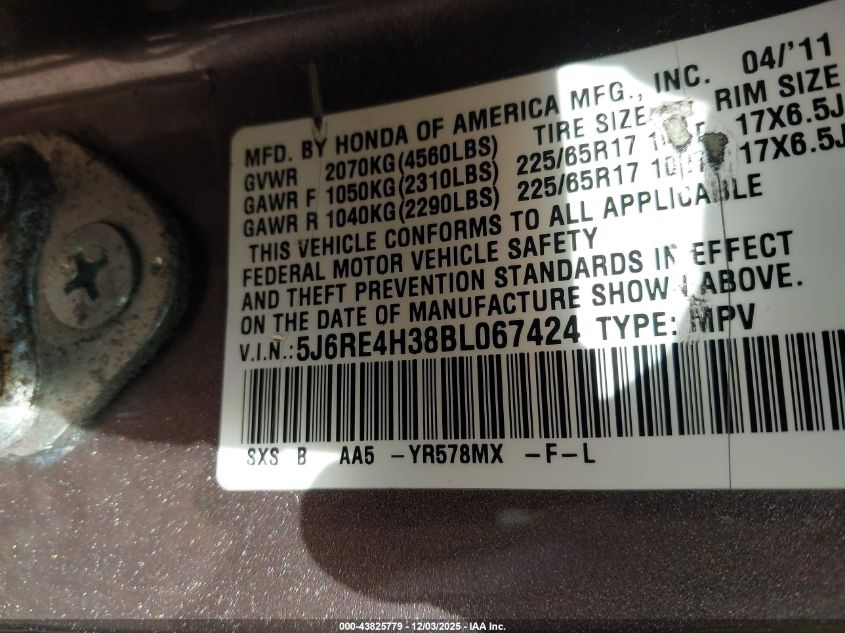 MFD. BY HONDA OF AMERICA MFG., INC. 04/'11
GVWR 2070KG(4560LBS) TIRE SIZE RIM SIZE
GAWR F 1050KG(2310LBS) 225/65R17 17X6.5J
GAWR R 1040KG(2290LBS) 225/65R17 17X6.5J
THIS VEHICLE CONFORMS TO ALL APPLICABLE
FEDERAL MOTOR VEHICLE SAFETY
AND THEFT PREVENTION STANDARDS IN EFFECT
ON THE DATE OF MANUFACTURE SHOWN ABOVE.
V.I.N.:5J6RE4H38BL067424 TYPE: MPV
SXS B AA5 -YR578MX -F-L
000-43825779 - 12/03/2025 - IAA Inc.